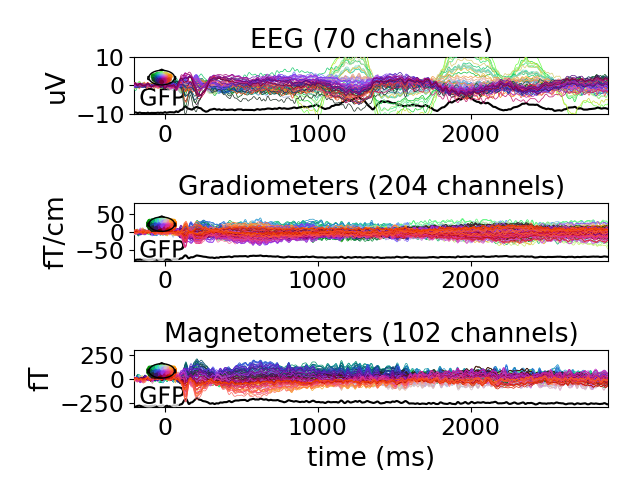 EEG (70 channels)
10
0
−10
uV
GFP
0
1000
2000
Gradiometers (204 channels)
50
0
−50
fT/cm
GFP
0
1000
2000
Magnetometers (102 channels)
250
0
−250
fT
GFP
0
1000
2000
time (ms)